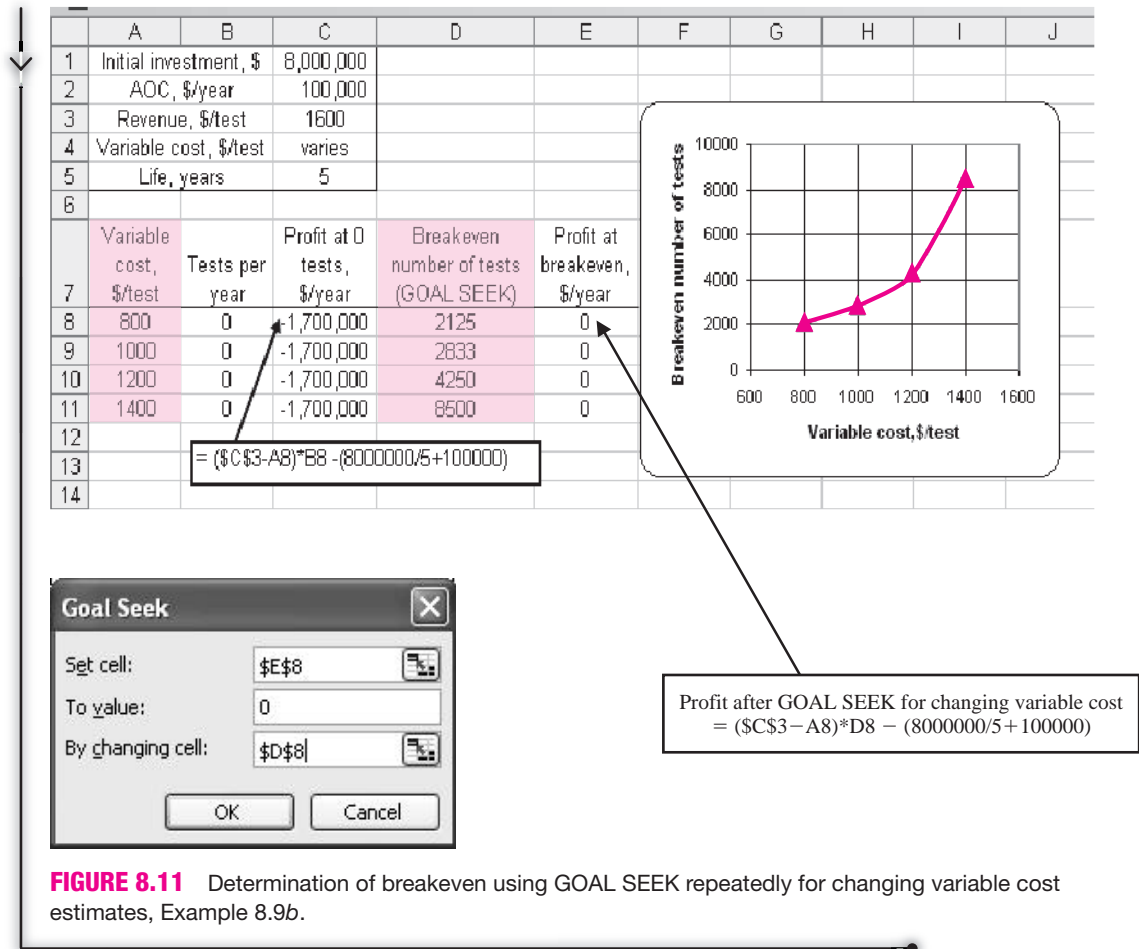 A B C D E F G H I J
1 Initial investment, $ 8,000,000
2 AOC, $/year 100,000
3 Revenue, $/test 1600
4 Variable cost, $/test varies
5 Life, years 5
6
7 Variable cost, $/test Tests per year Profit at 0 tests, $/year Breakeven number of tests (GOAL SEEK) Profit at breakeven, $/year
8 800 0 -1,700,000 2125 0
9 1000 0 -1,700,000 2833 0
10 1200 0 -1,700,000 4250 0
11 1400 0 -1,700,000 8500 0
12
13
14
= ($C$3-A8)*B8 -(8000000/5+100000)
Breakeven number of tests
10000
8000
6000
4000
2000
0
600 800 1000 1200 1400 1600
Variable cost,$/test
Goal Seek
Set cell: $E$8
To value: 0
By changing cell: $D$8
OK Cancel
Profit after GOAL SEEK for changing variable cost
= ($C$3−A8)*D8 − (8000000/5+100000)
FIGURE 8.11 Determination of breakeven using GOAL SEEK repeatedly for changing variable cost
estimates, Example 8.9b.